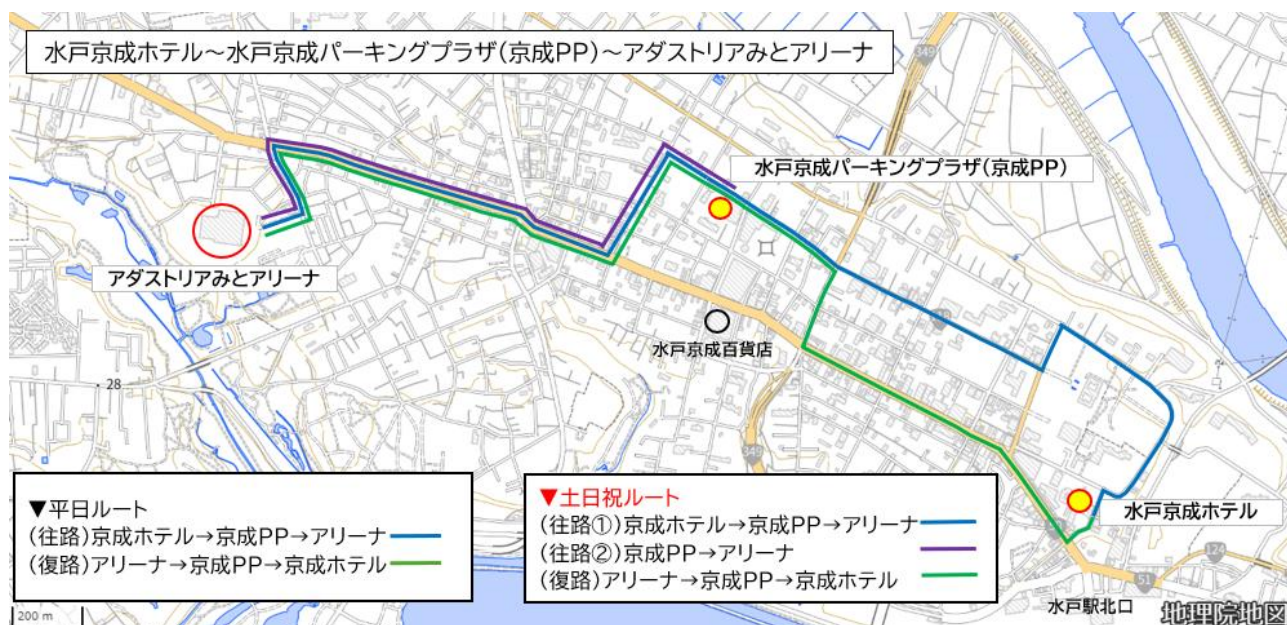 水戸京成ホテル～水戸京成パーキングプラザ(京成PP)～アダストリアみとアリーナ
349
水戸京成パーキングプラザ(京成PP)
アダストリアみとアリーナ
水戸京成百貨店
28
349
▼平日ルート
(往路)京成ホテル→京成PP→アリーナ
(復路)アリーナ→京成PP→京成ホテル
▼土日祝ルート
(往路①)京成ホテル→京成PP→アリーナ
(往路②)京成PP→アリーナ
(復路)アリーナ→京成PP→京成ホテル
水戸京成ホテル
124
51
水戸駅北口
200 m
地理院地図